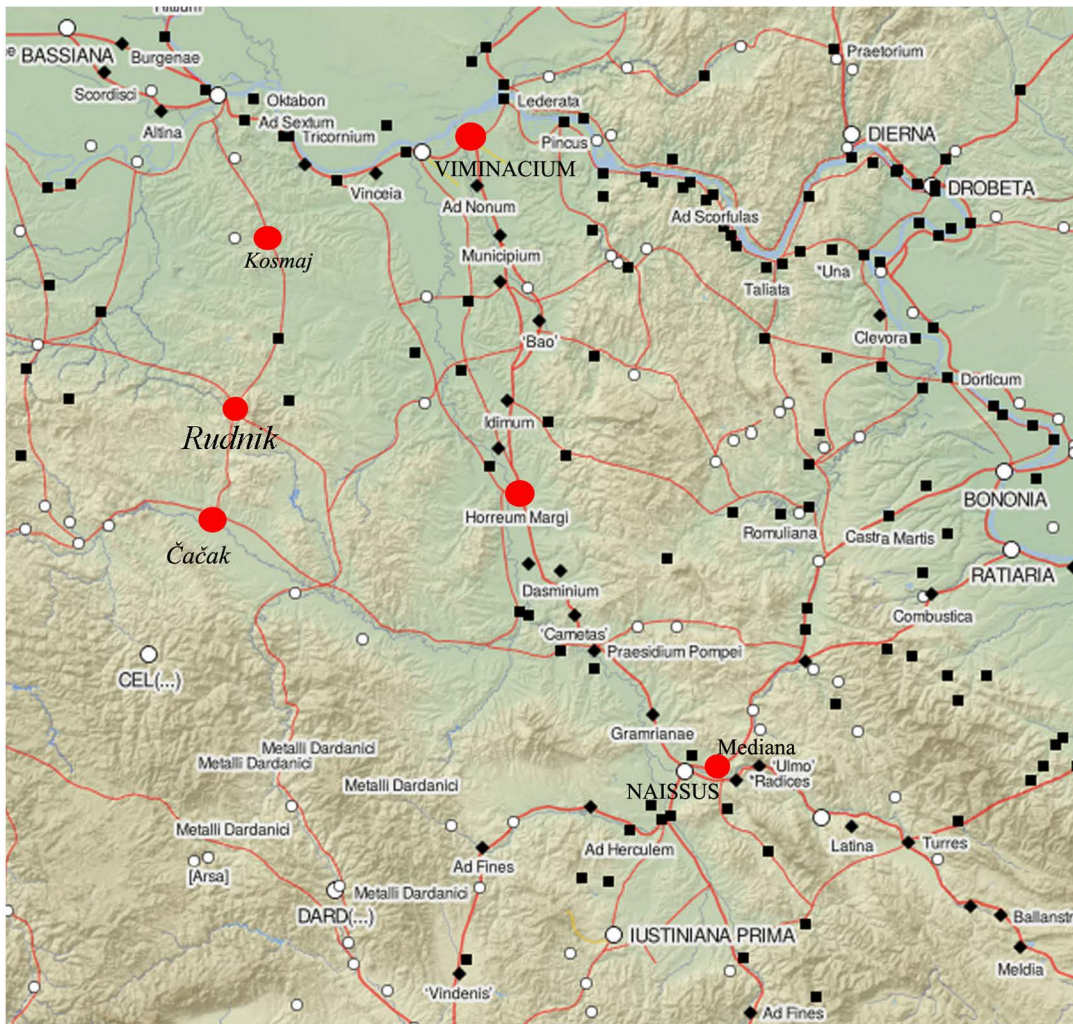 BASSIANA
Burgenae
Scordisci
Altina
Oktabon
Ad Sextum
Tricornium
Vinceia
VIMINACIUM
Lederata
Pincus
Praetorium
DIERNA
DROBETA
Ad Nonum
Ad Scorfulas
Kosmaj
Municipium
Taliata
*Una
Clevora
'Bao'
Dorticum
Rudnik
Idimum
BONONIA
Horreum Margi
Romuliana
Castra Martis
Čačak
RATIARIA
Dasminium
Combustica
'Carnetas'
Praesidium Pompei
CEL(...)
Gramrianae
Metalli Dardanici
Mediana
Metalli Dardanici
'Ulmo'
*Radices
Metalli Dardanici
NAISSUS
Metalli Dardanici
Ad Herculem
Latina
Turres
Ad Fines
[Arsa]
Metalli Dardanici
DARD(...)
Ballanstr
IUSTINIANA PRIMA
Meldia
'Vindenis'
Ad Fines